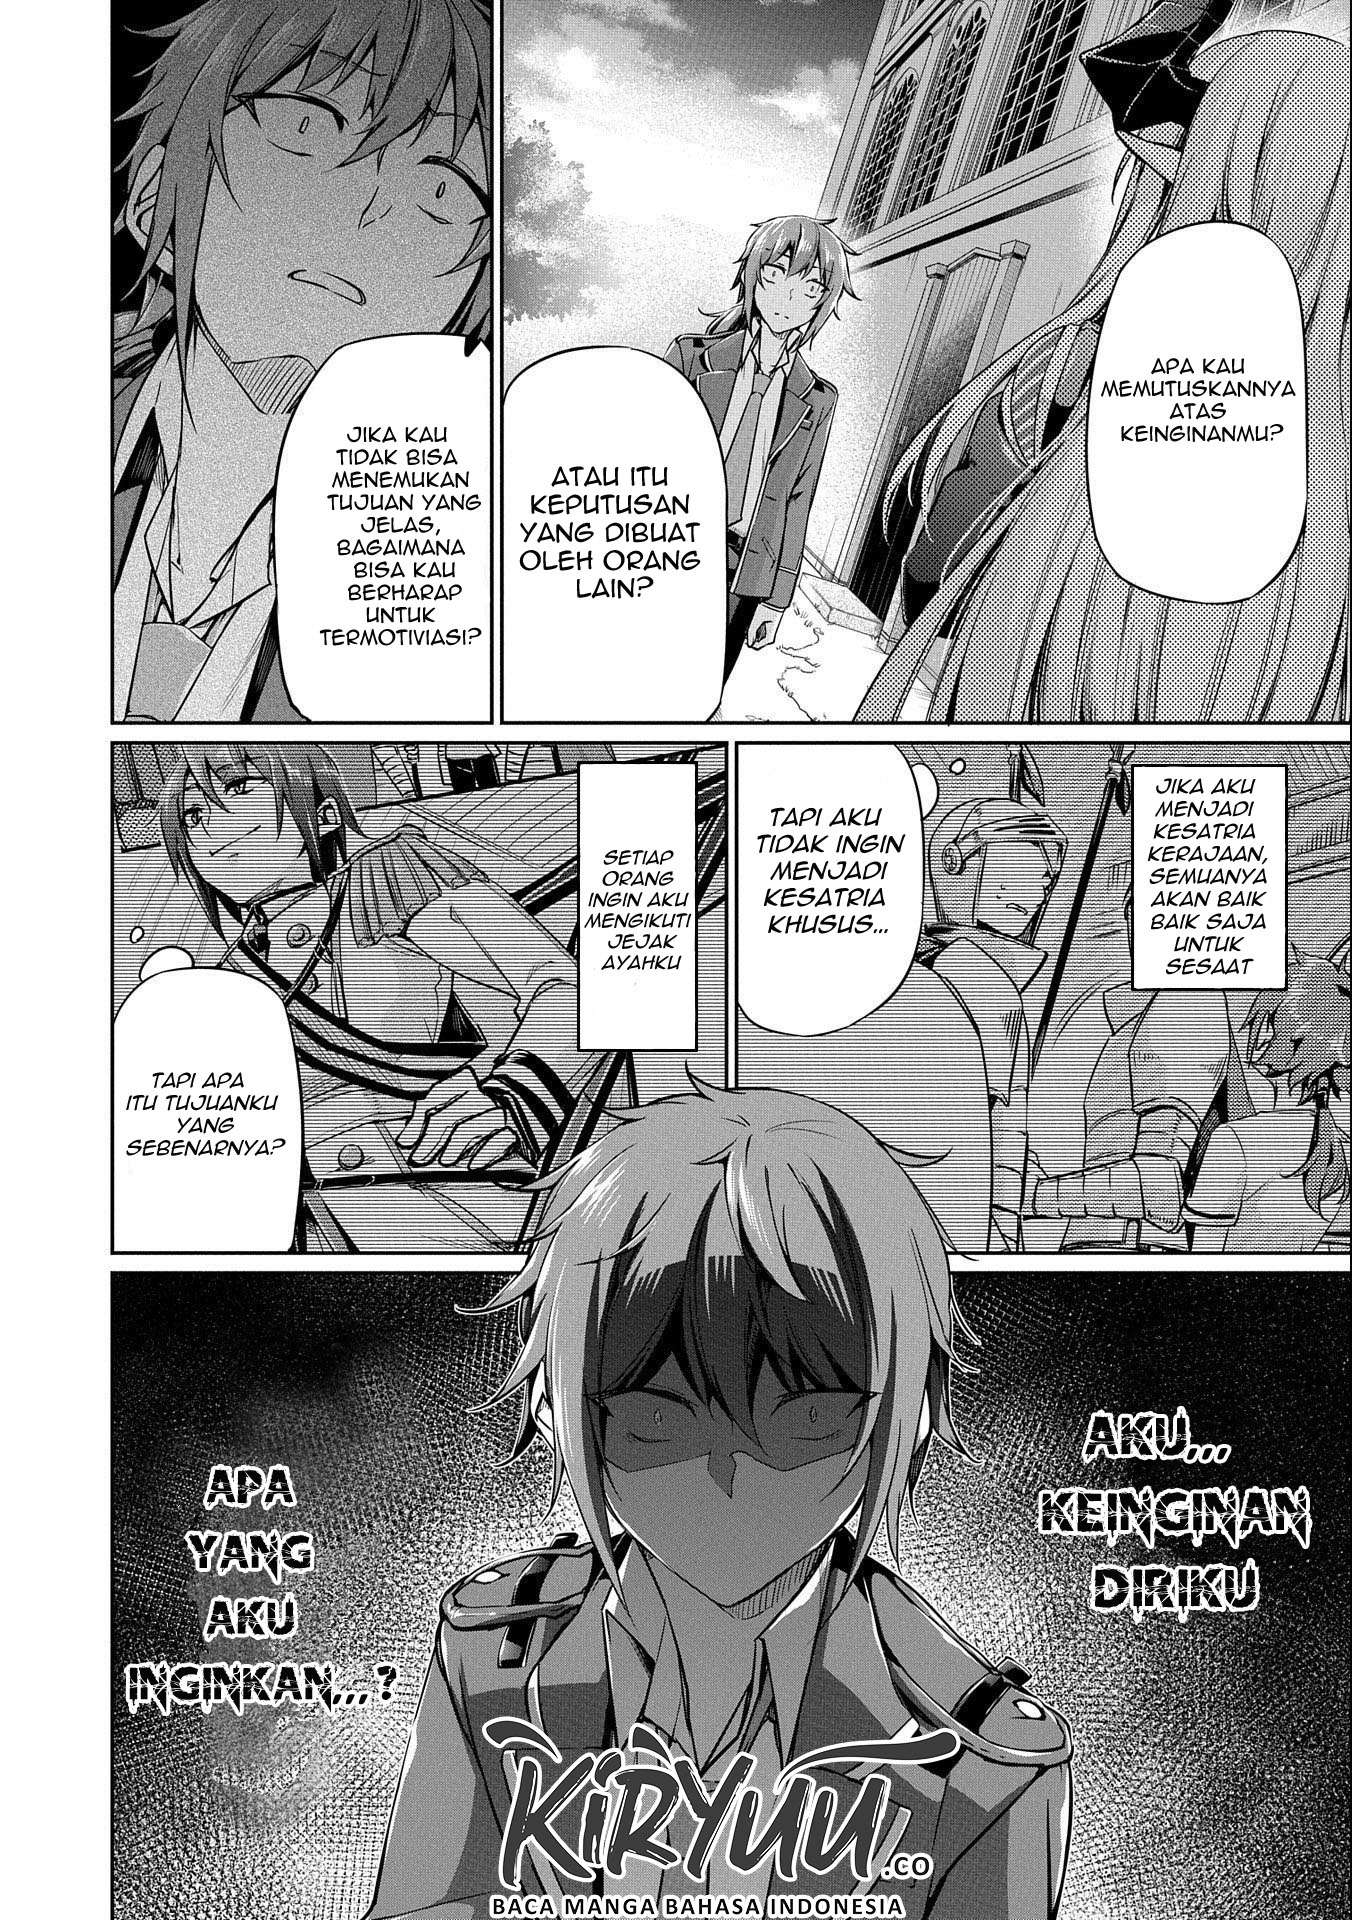 APA KAU
MEMUTUSKANNYA
ATAS
KEINGINANMU?
ATAU ITU
KEPUTUSAN
YANG DIBUAT
OLEH ORANG
LAIN?
JIKA KAU
TIDAK BISA
MENEMUKAN
TUJUAN YANG
JELAS,
BAGAIMANA
BISA KAU
BERHARAP
UNTUK
TERMOTIVIASI?
JIKA AKU
MENJADI
KESATRIA
KERAJAAN,
SEMUANYA
AKAN BAIK
BAIK SAJA
UNTUK
SESAAT
TAPI AKU
TIDAK INGIN
MENJADI
KESATRIA
KHUSUS...
SETIAP
ORANG
INGIN AKU
MENGIKUTI
JEJAK
AYAHKU
TAPI APA
ITU TUJUANKU
YANG
SEBENARNYA?
AKU...
KEINGINAN
DIRIKU
APA
YANG
AKU
INGINKAN...?
KIRYUU.CO
BACA MANGA BAHASA INDONESIA